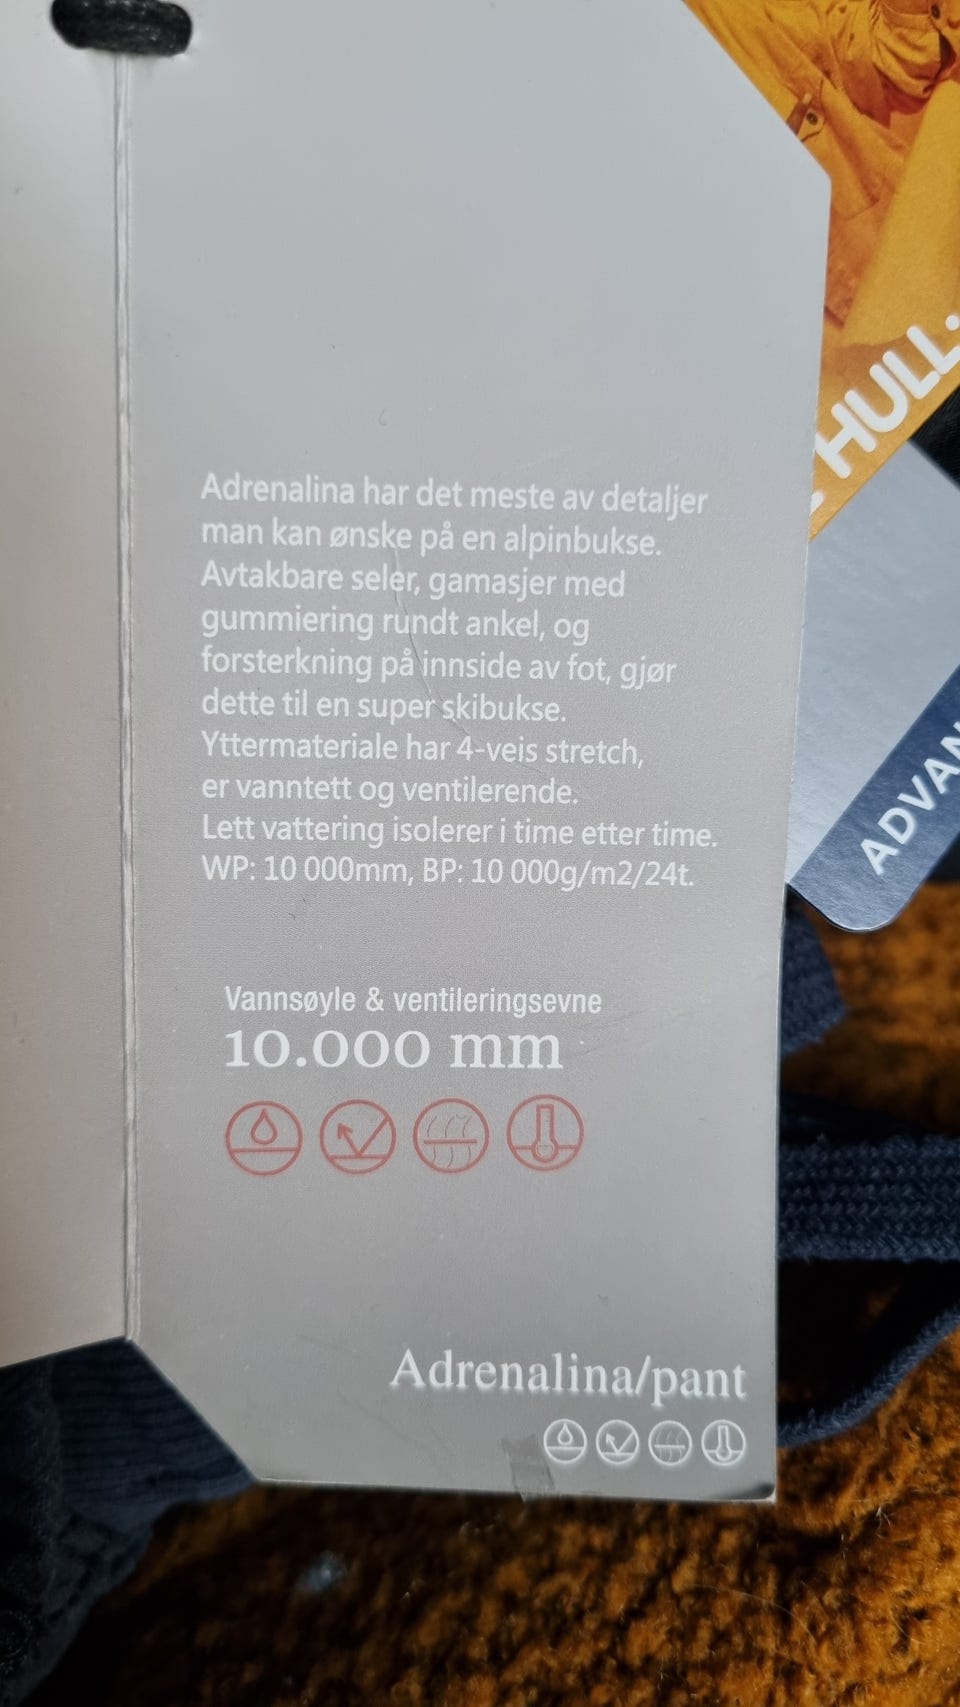 Adrenalina har det meste av detaljer
man kan ønske på en alpinbukse.
Avtakbare seler, gamasjer med
gummiering rundt ankel, og
forsterkning på innside av fot, gjør
dette til en super skibukse.
Yttermateriale har 4-veis stretch,
er vanntett og ventilerende.
Lett vattering isolerer i time etter time.
WP: 10 000mm, BP: 10 000g/m2/24t.
Vannsøyle & ventileringsevne
10.000 mm
Adrenalina/pant
HULL.
ADVAN